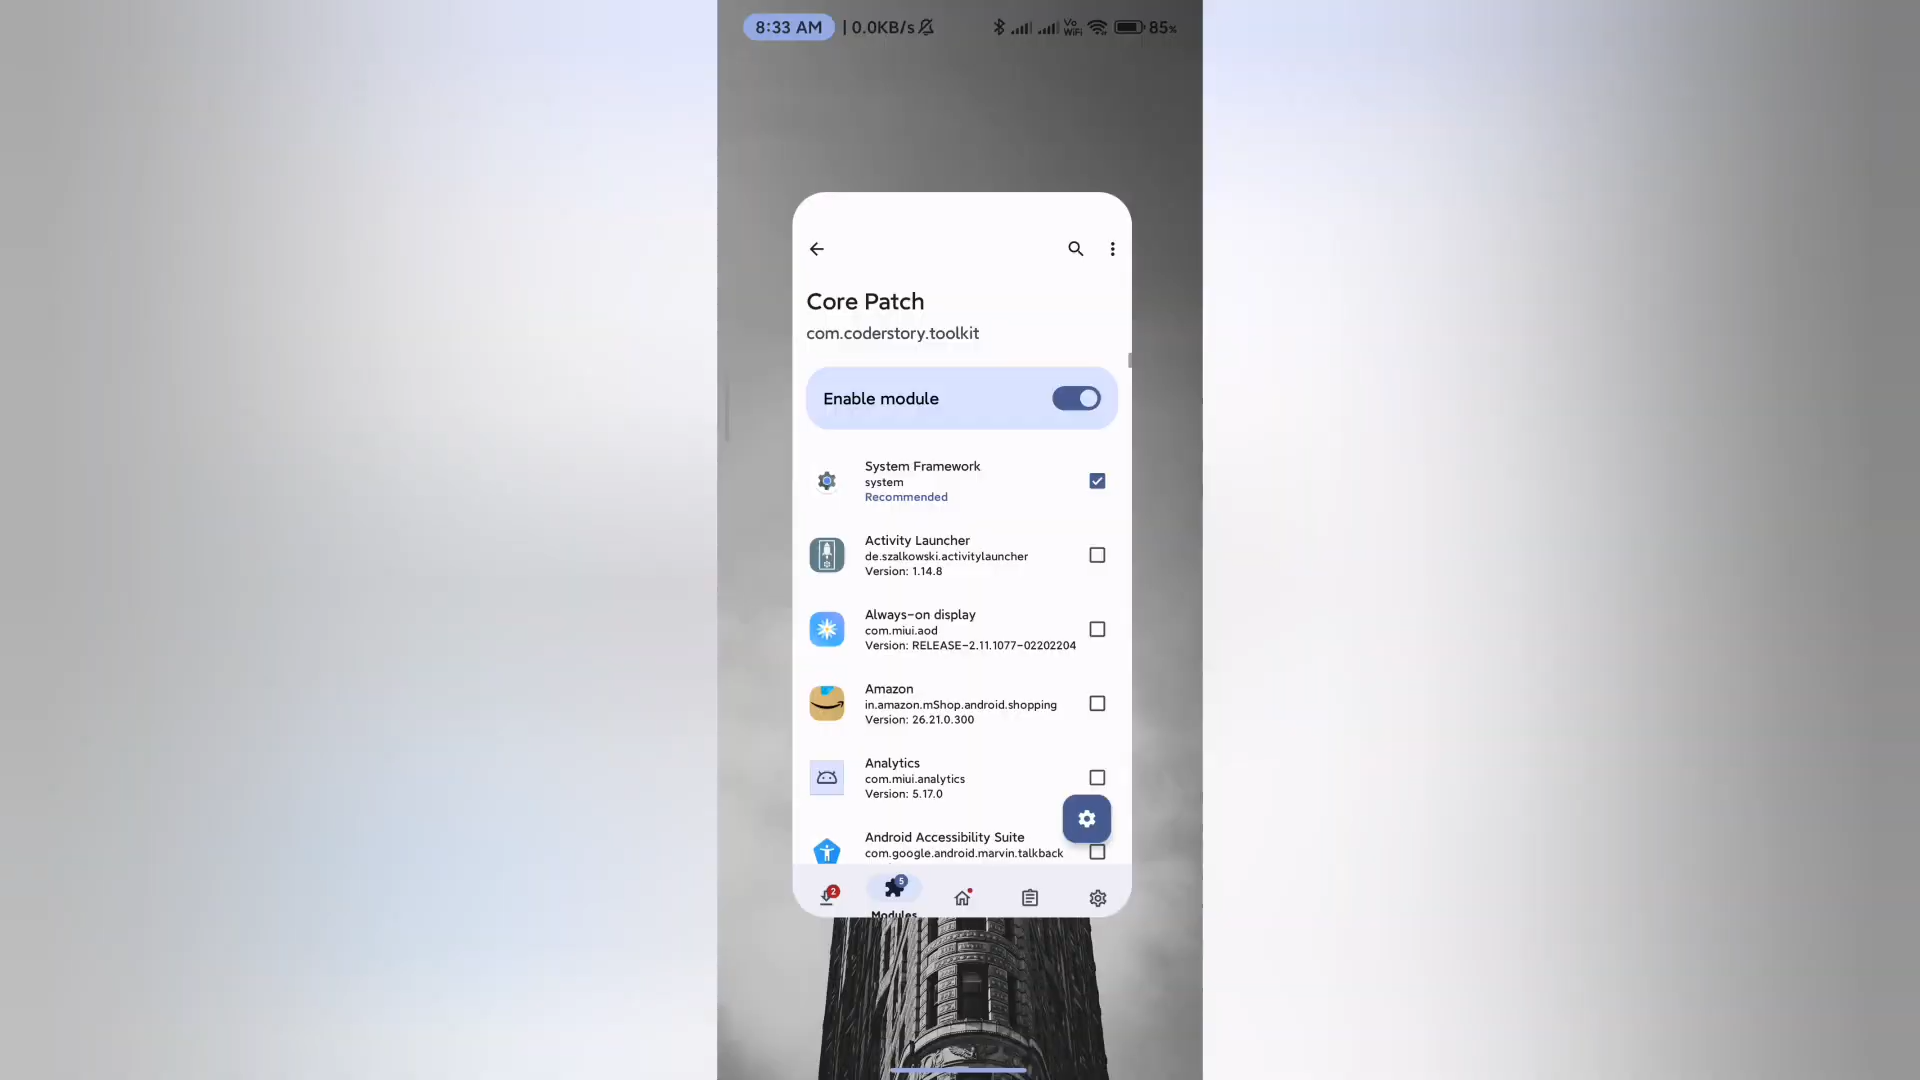 8:33 AM | 0.0KB/s Vo WiFi 85%
Core Patch
com.coderstory.toolkit
Enable module
System Framework
system
Recommended
Activity Launcher
de.szalkowski.activitylauncher
Version: 1.14.8
Always-on display
com.miui.aod
Version: RELEASE-2.11.1077-02202204
Amazon
in.amazon.mShop.android.shopping
Version: 26.21.0.300
Analytics
com.miui.analytics
Version: 5.17.0
Android Accessibility Suite
com.google.android.marvin.talkback
2 5
Modules